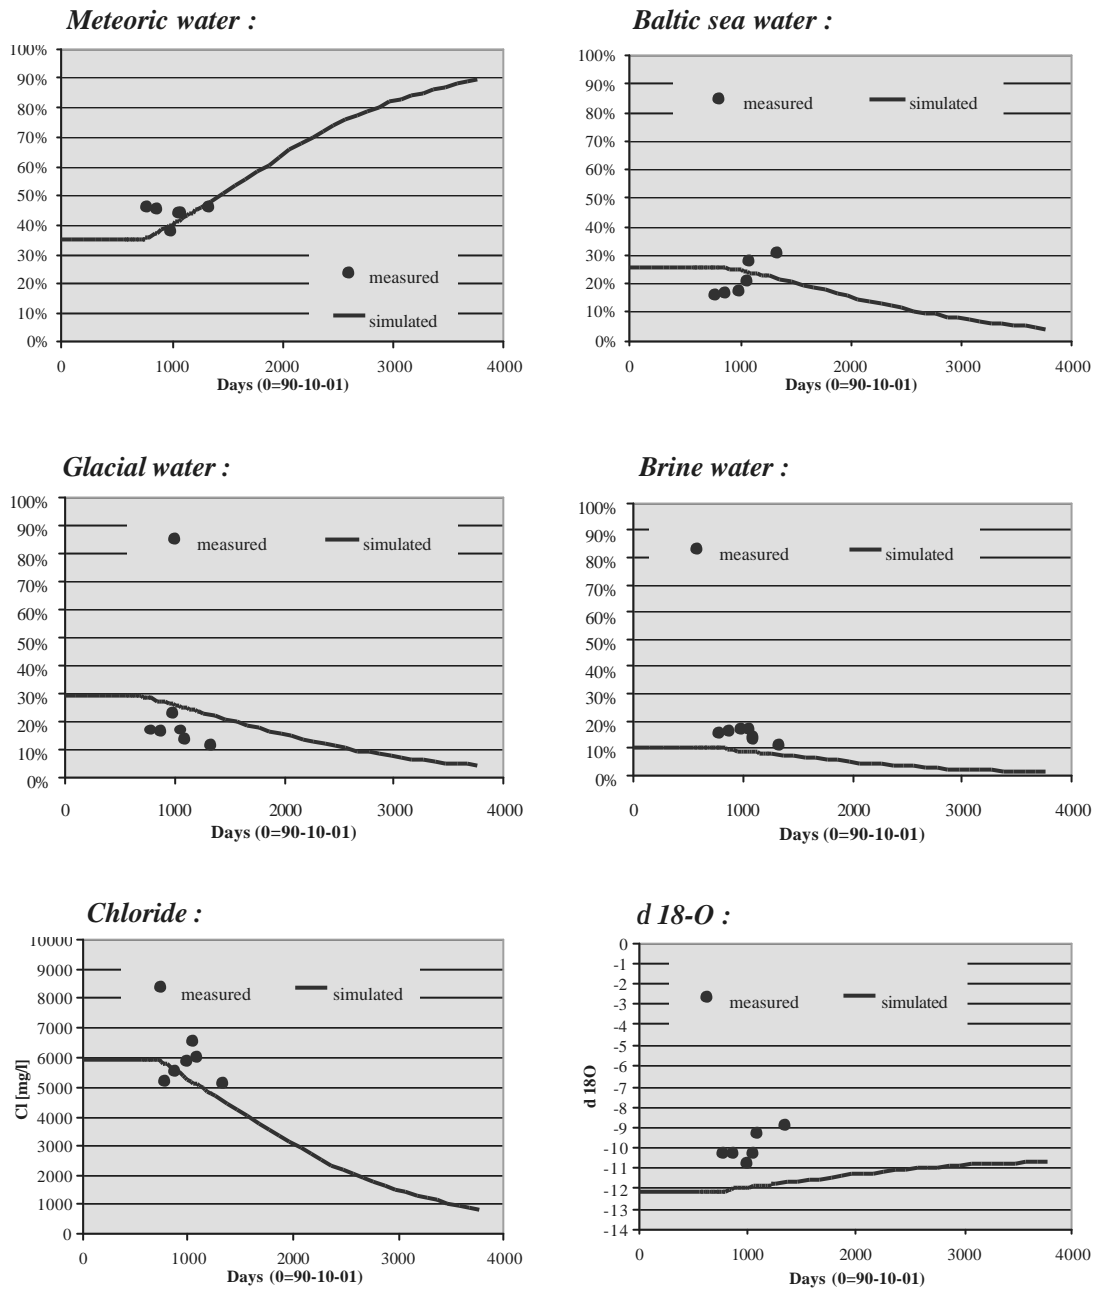 Meteoric water :
100%
90%
80%
70%
60%
50%
40%
30%
20%
10%
0%
measured
simulated
0 1000 2000 3000 4000
Days (0=90-10-01)
Baltic sea water :
100%
90%
80%
70%
60%
50%
40%
30%
20%
10%
0%
measured simulated
0 1000 2000 3000 4000
Days (0=90-10-01)
Glacial water :
100%
90%
80%
70%
60%
50%
40%
30%
20%
10%
0%
measured simulated
0 1000 2000 3000 4000
Days (0=90-10-01)
Brine water :
100%
90%
80%
70%
60%
50%
40%
30%
20%
10%
0%
measured simulated
0 1000 2000 3000 4000
Days (0=90-10-01)
Chloride :
Cl [mg/l]
10000
9000
8000
7000
6000
5000
4000
3000
2000
1000
0
measured simulated
0 1000 2000 3000 4000
Days (0=90-10-01)
d 18-O :
d 18O
0
-1
-2
-3
-4
-5
-6
-7
-8
-9
-10
-11
-12
-13
-14
measured simulated
0 1000 2000 3000 4000
Days (0=90-10-01)